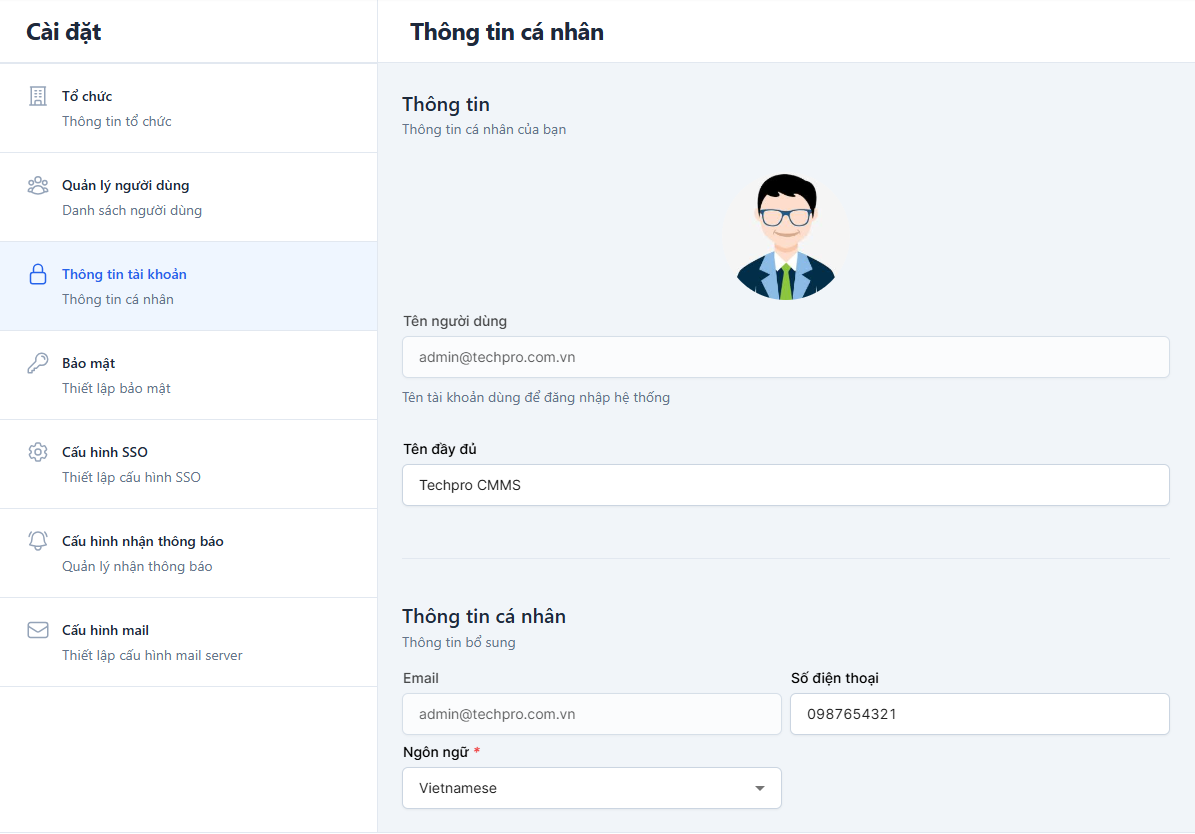 Cài đặt
Tổ chức
Thông tin tổ chức
Quản lý người dùng
Danh sách người dùng
Thông tin tài khoản
Thông tin cá nhân
Bảo mật
Thiết lập bảo mật
Cấu hình SSO
Thiết lập cấu hình SSO
Cấu hình nhận thông báo
Quản lý nhận thông báo
Cấu hình mail
Thiết lập cấu hình mail server
Thông tin cá nhân
Thông tin
Thông tin cá nhân của bạn
Tên người dùng
admin@techpro.com.vn
Tên tài khoản dùng để đăng nhập hệ thống
Tên đầy đủ
Techpro CMMS
Thông tin cá nhân
Thông tin bổ sung
Email
admin@techpro.com.vn
Số điện thoại
0987654321
Ngôn ngữ *
Vietnamese